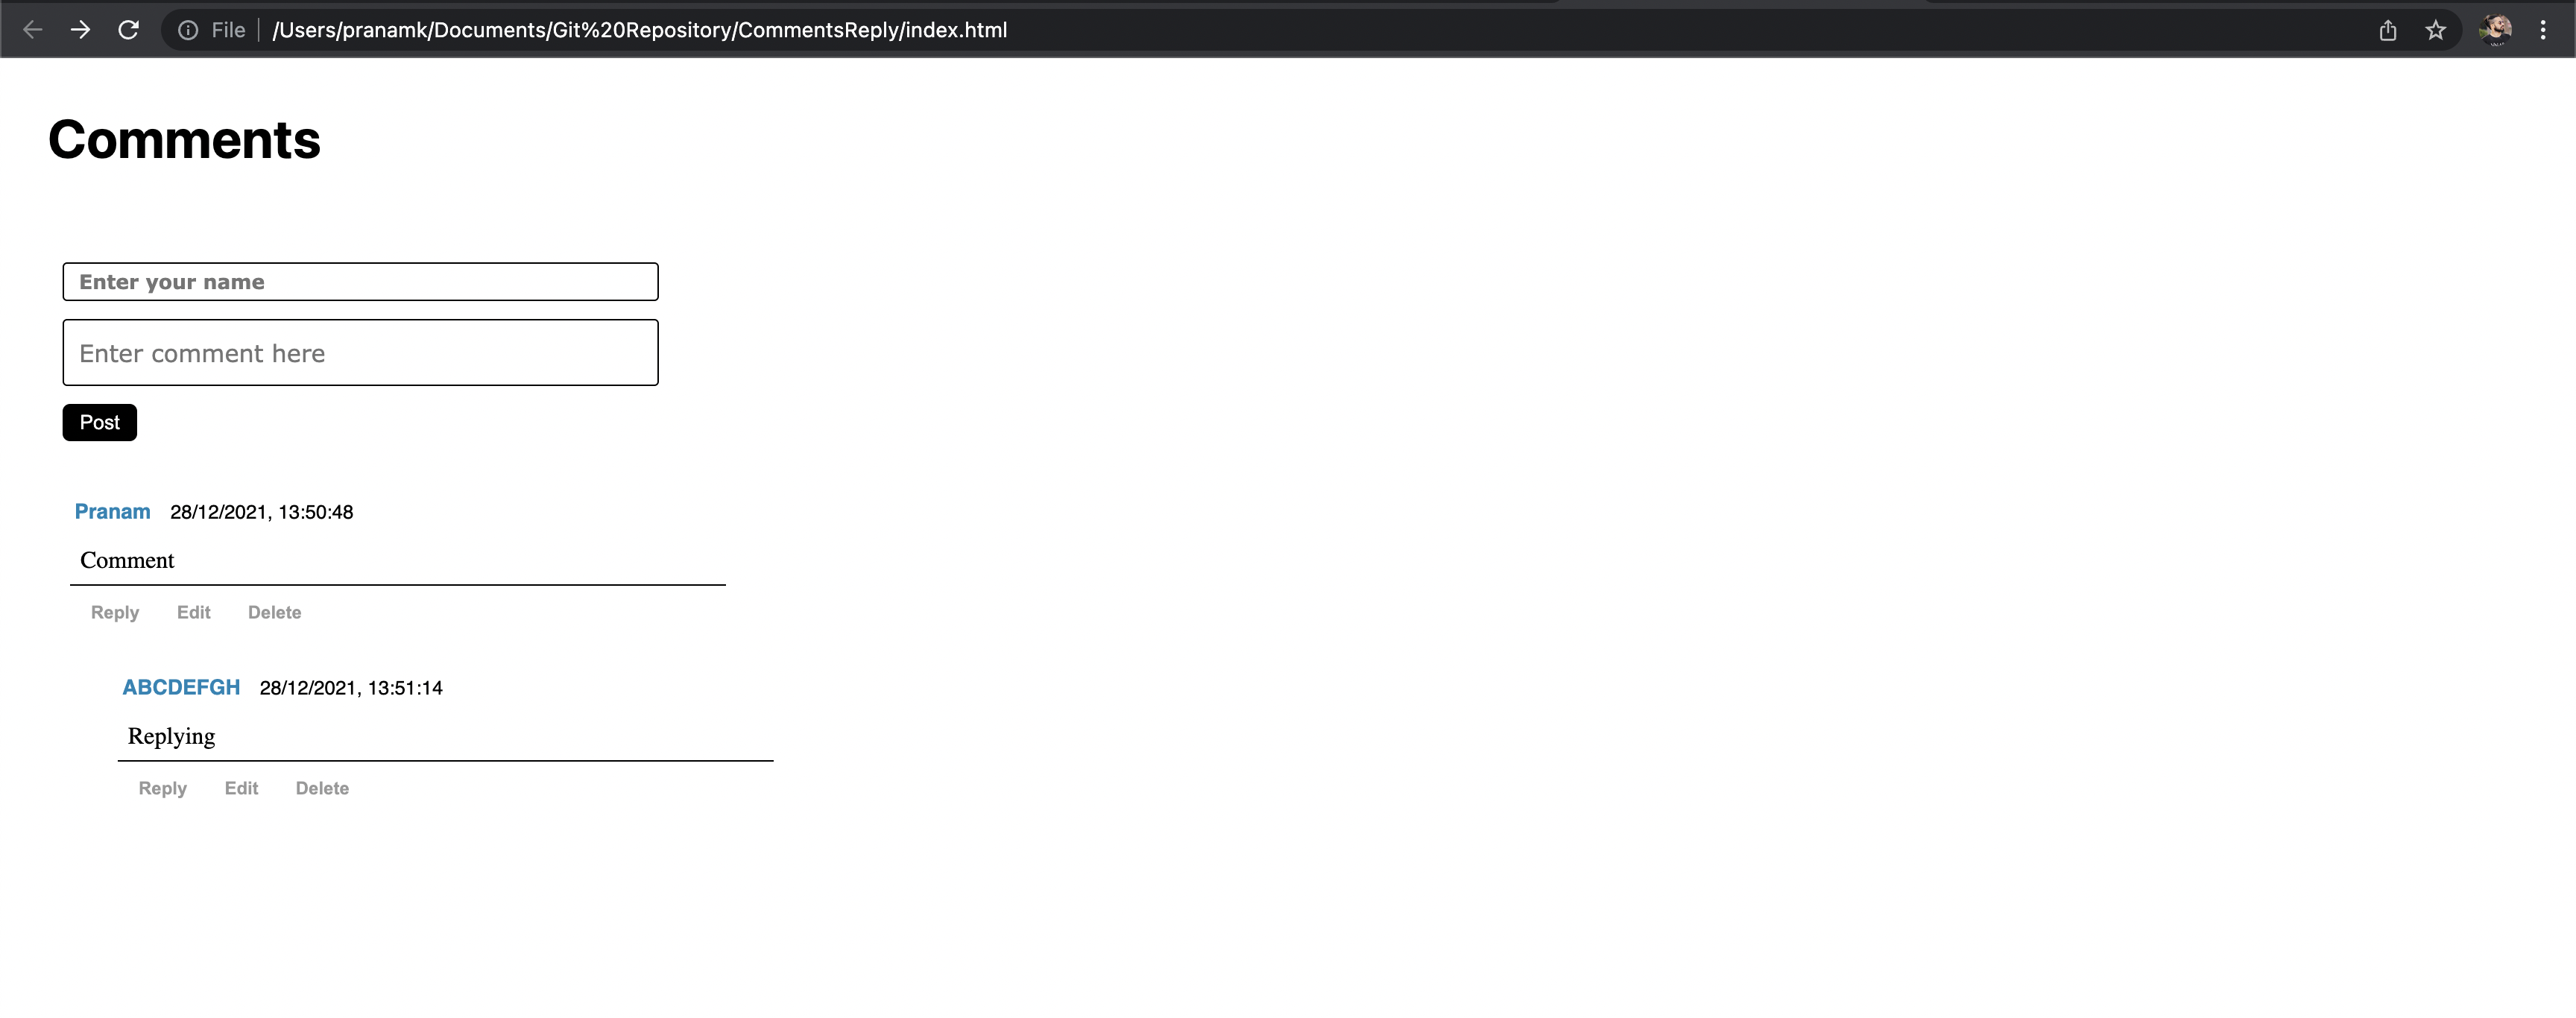 File /Users/pranamk/Documents/Git%20Repository/CommentsReply/index.html
Comments
Enter your name
Enter comment here
Post
Pranam 28/12/2021, 13:50:48
Comment
Reply Edit Delete
ABCDEFGH 28/12/2021, 13:51:14
Replying
Reply Edit Delete